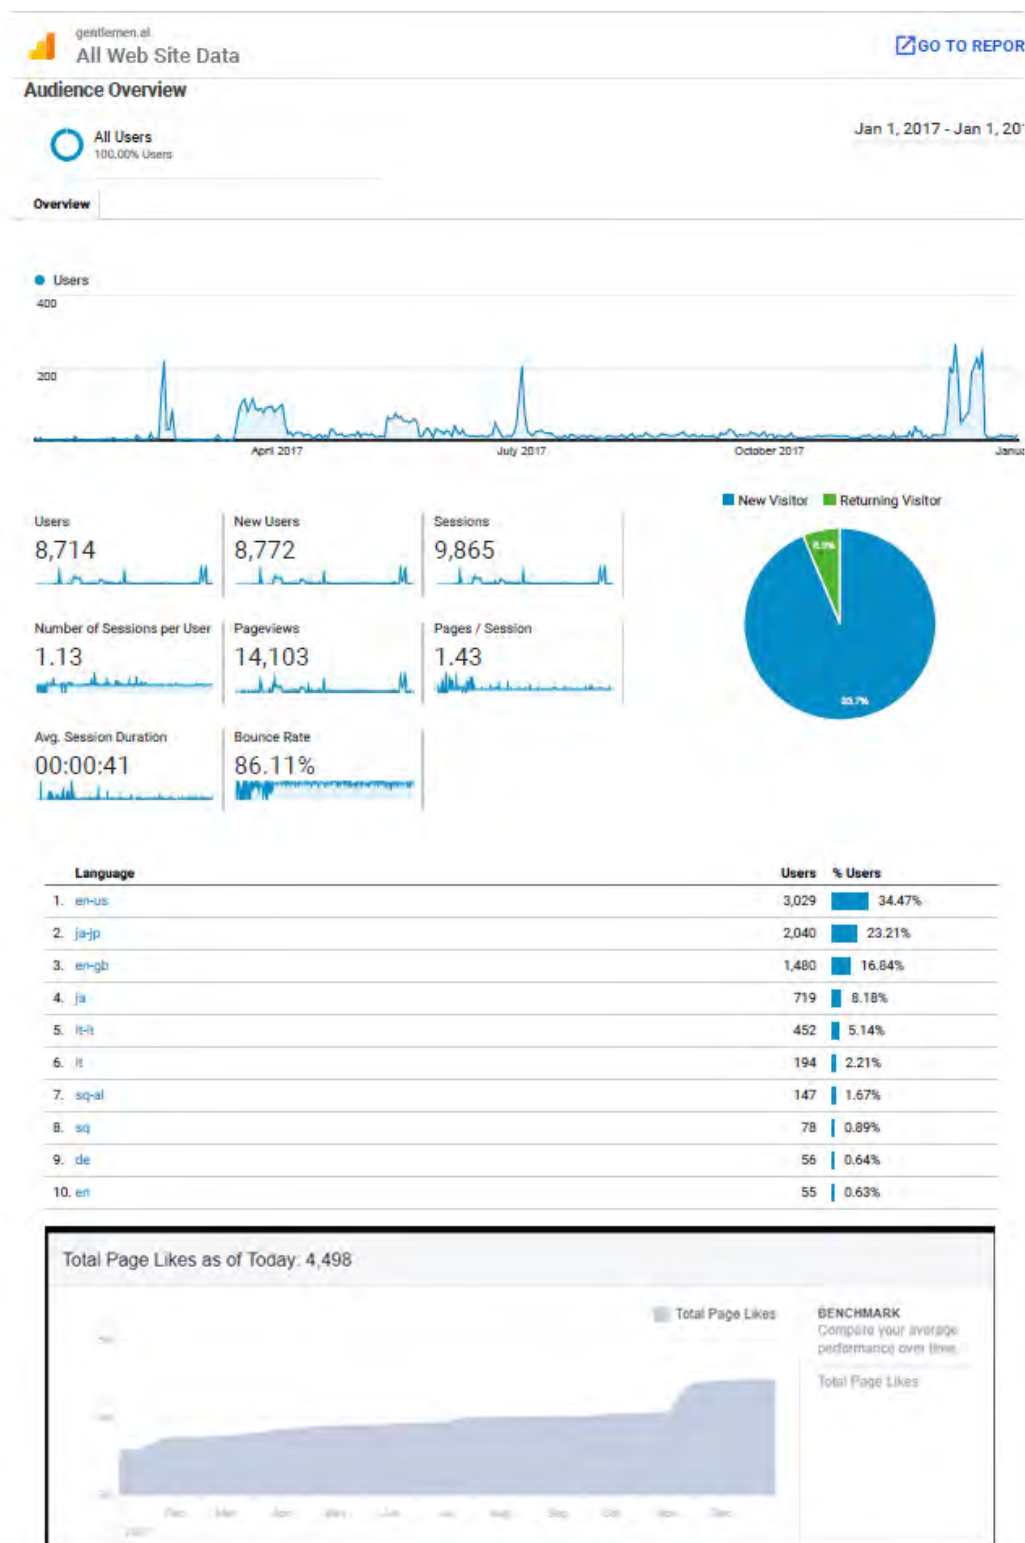 gentlemen.al
All Web Site Data
GO TO REPOR
Audience Overview
All Users
100.00% Users
Jan 1, 2017 - Jan 1, 201
Overview
Users
400
200
April 2017
July 2017
October 2017
Janua
New Visitor
Returning Visitor
Users
New Users
Sessions
8,714
8,772
9,865
Number of Sessions per User
Pageviews
Pages / Session
1.13
14,103
1.43
Avg. Session Duration
Bounce Rate
00:00:41
86.11%
Language Users % Users
1. en-us 3,029 34.47%
2. ja-jp 2,040 23.21%
3. en-gb 1,480 16.84%
4. ja 719 8.18%
5. it-it 452 5.14%
6. it 194 2.21%
7. sq-al 147 1.67%
8. sq 78 0.89%
9. de 56 0.64%
10. en 55 0.63%
Total Page Likes as of Today: 4,498
Total Page Likes
BENCHMARK
Compare your average
performance over time.
Total Page Likes